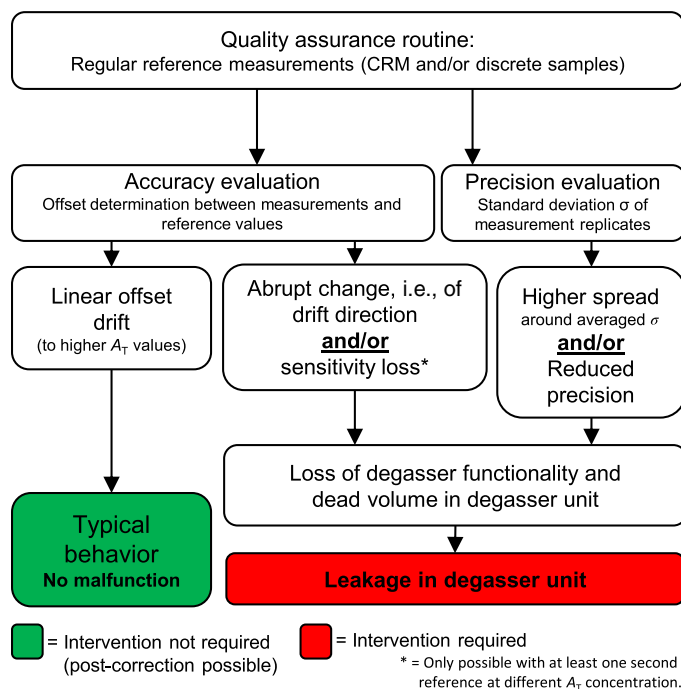 Quality assurance routine:
Regular reference measurements (CRM and/or discrete samples)
Accuracy evaluation
Offset determination between measurements and
reference values
Precision evaluation
Standard deviation σ of
measurement replicates
Linear offset
drift
(to higher AT values)
Abrupt change, i.e., of
drift direction
and/or
sensitivity loss*
Higher spread
around averaged σ
and/or
Reduced
precision
Loss of degasser functionality and
dead volume in degasser unit
Typical
behavior
No malfunction
Leakage in degasser unit
= Intervention not required
(post-correction possible)
= Intervention required
* = Only possible with at least one second
reference at different AT concentration.